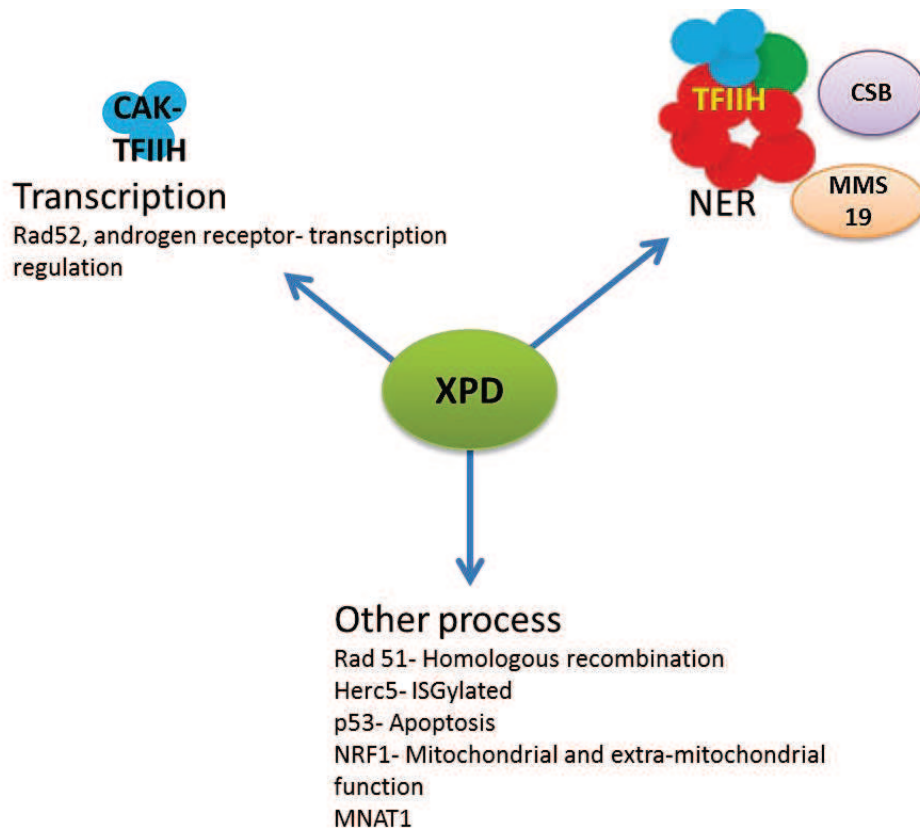 CAK-
TFIIH
Transcription
Rad52, androgen receptor- transcription
regulation
TFIIH
NER
CSB
MMS
19
XPD
Other process
Rad 51- Homologous recombination
Herc5- ISGylated
p53- Apoptosis
NRF1- Mitochondrial and extra-mitochondrial
function
MNAT1